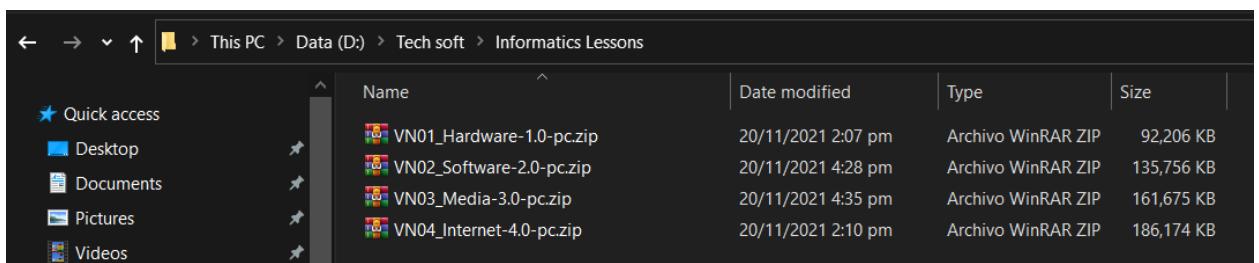 This PC > Data (D:) > Tech soft > Informatics Lessons
Quick access
Desktop
Documents
Pictures
Videos
Name Date modified Type Size
VN01_Hardware-1.0-pc.zip 20/11/2021 2:07 pm Archivo WinRAR ZIP 92,206 KB
VN02_Software-2.0-pc.zip 20/11/2021 4:28 pm Archivo WinRAR ZIP 135,756 KB
VN03_Media-3.0-pc.zip 20/11/2021 4:35 pm Archivo WinRAR ZIP 161,675 KB
VN04_Internet-4.0-pc.zip 20/11/2021 2:10 pm Archivo WinRAR ZIP 186,174 KB